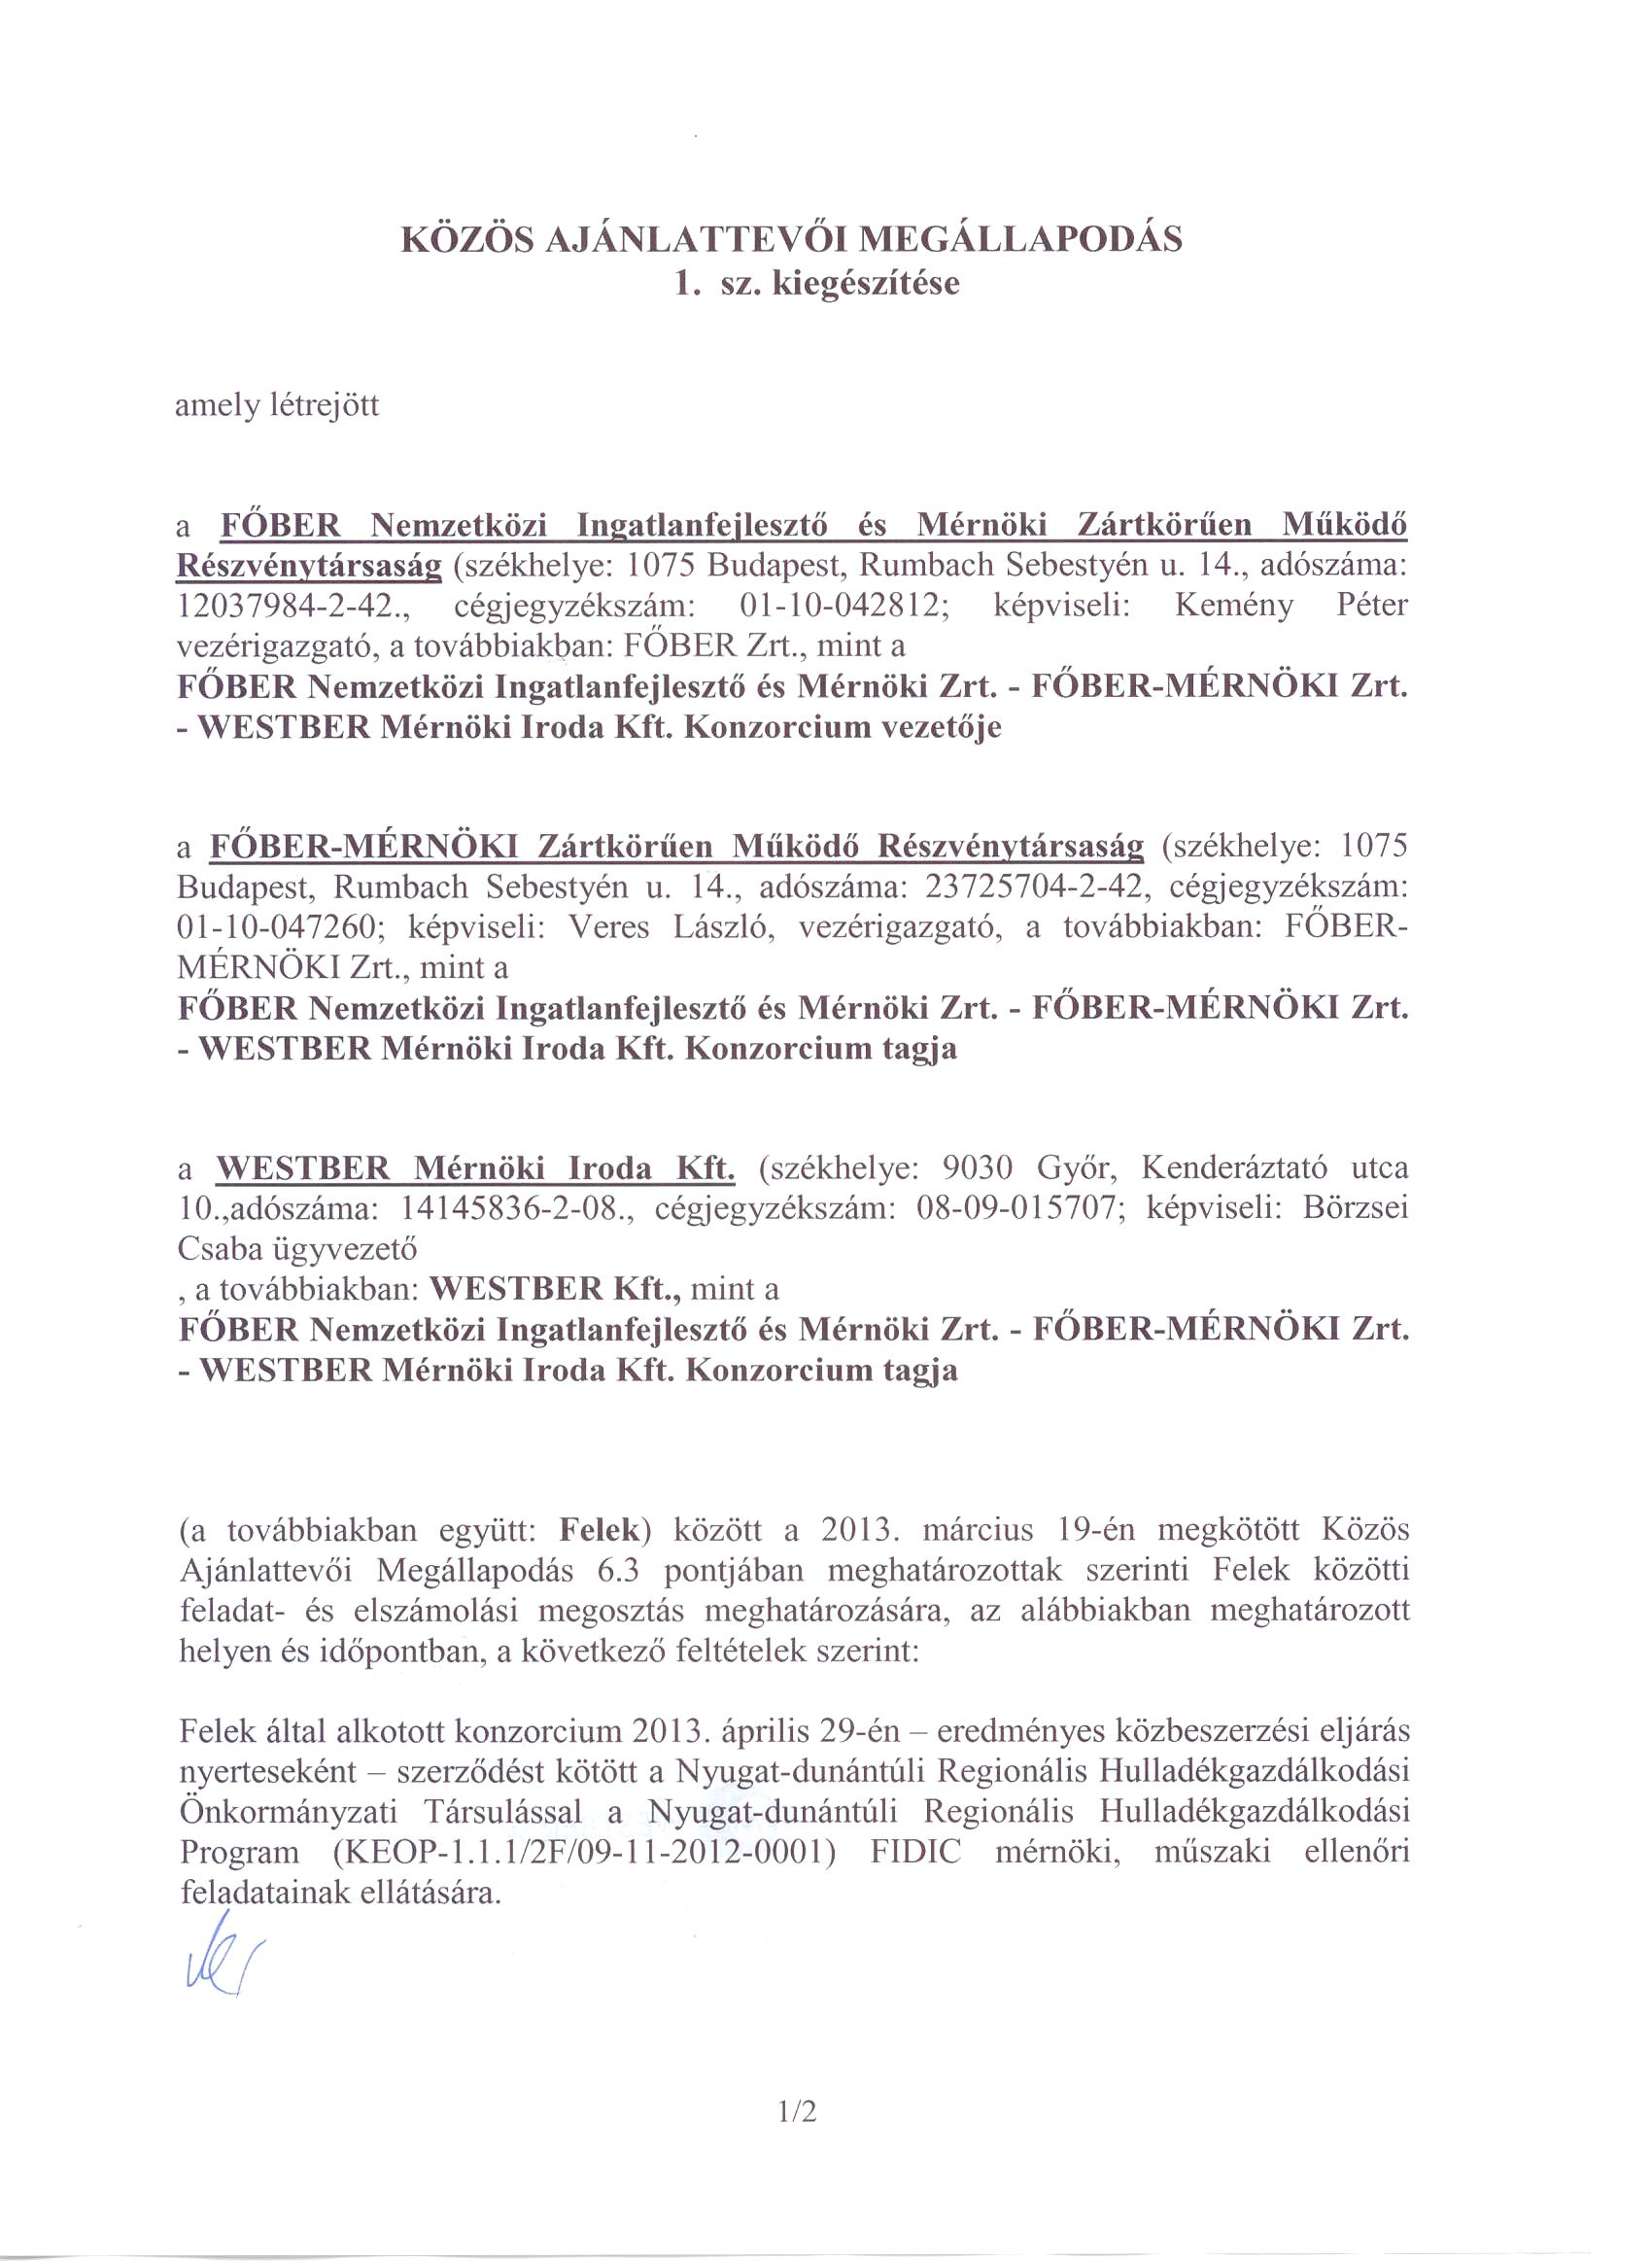 KÖZÖS AJÁNLATTEVŐI MEGÁLLAPODÁS
1. sz. kiegészítése
amely létrejött
a FŐBER Nemzetközi Ingatlanfejlesztő és Mérnöki Zártkörűen Működő
Részvénytársaság (székhelye: 1075 Budapest, Rumbach Sebestyén u. 14., adószáma:
12037984-2-42., cégjegyzékszám: 01-10-042812; képviseli: Kemény Péter
vezérigazgató, a továbbiakban: FŐBER Zrt., mint a
FŐBER Nemzetközi Ingatlanfejlesztő és Mérnöki Zrt. - FŐBER-MÉRNÖKI Zrt.
- WESTBER Mérnöki Iroda Kft. Konzorcium vezetője
a FŐBER-MÉRNÖKI Zártkörűen Működő Részvénytársaság (székhelye: 1075
Budapest, Rumbach Sebestyén u. 14., adószáma: 23725704-2-42, cégjegyzékszám:
01-10-047260; képviseli: Veres László, vezérigazgató, a továbbiakban: FŐBER-
MÉRNÖKI Zrt., mint a
FŐBER Nemzetközi Ingatlanfejlesztő és Mérnöki Zrt. - FŐBER-MÉRNÖKI Zrt.
- WESTBER Mérnöki Iroda Kft. Konzorcium tagja
a WESTBER Mérnöki Iroda Kft. (székhelye: 9030 Győr, Kenderáztató utca
10.,adószáma: 14145836-2-08., cégjegyzékszám: 08-09-015707; képviseli: Börzsei
Csaba ügyvezető
, a továbbiakban: WESTBER Kft., mint a
FŐBER Nemzetközi Ingatlanfejlesztő és Mérnöki Zrt. - FŐBER-MÉRNÖKI Zrt.
- WESTBER Mérnöki Iroda Kft. Konzorcium tagja
(a továbbiakban együtt: Felek) között a 2013. március 19-én megkötött Közös
Ajánlattevői Megállapodás 6.3 pontjában meghatározottak szerinti Felek közötti
feladat- és elszámolási megosztás meghatározására, az alábbiakban meghatározott
helyen és időpontban, a következő feltételek szerint:
Felek által alkotott konzorcium 2013. április 29-én – eredményes közbeszerzési eljárás
nyerteseként – szerződést kötött a Nyugat-dunántúli Regionális Hulladékgazdálkodási
Önkormányzati Társulással a Nyugat-dunántúli Regionális Hulladékgazdálkodási
Program (KEOP-1.1.1/2F/09-11-2012-0001) FIDIC mérnöki, műszaki ellenőri
feladatainak ellátására.
1/2